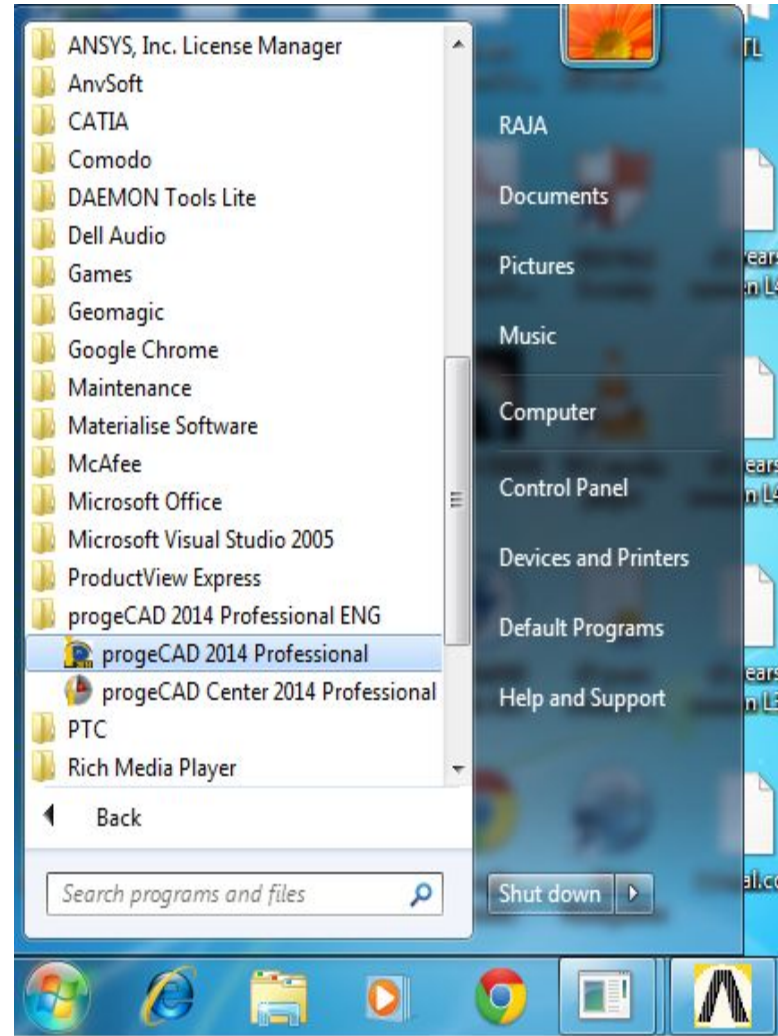 ANSYS, Inc. License Manager
AnvSoft
CATIA
Comodo
DAEMON Tools Lite
Dell Audio
Games
Geomagic
Google Chrome
Maintenance
Materialise Software
McAfee
Microsoft Office
Microsoft Visual Studio 2005
ProductView Express
progeCAD 2014 Professional ENG
progeCAD 2014 Professional
progeCAD Center 2014 Professional
PTC
Rich Media Player
Back
Search programs and files
RAJA
Documents
Pictures
Music
Computer
Control Panel
Devices and Printers
Default Programs
Help and Support
Shut down